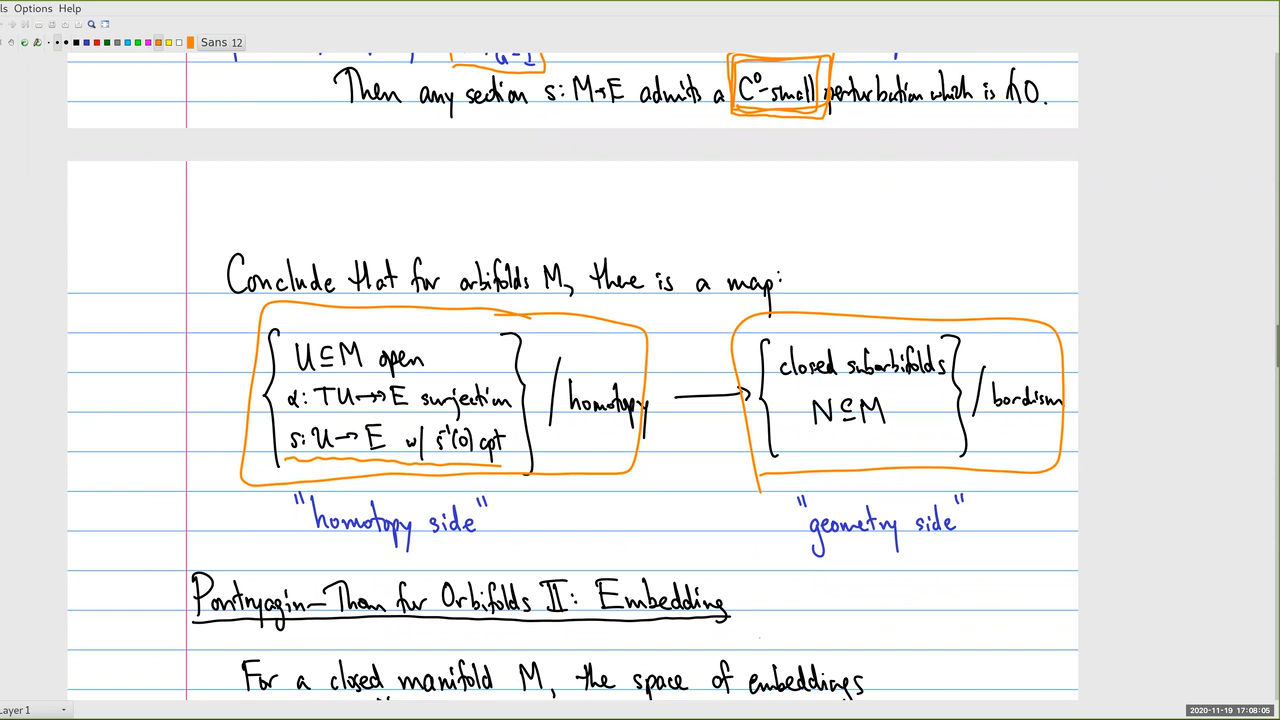 ls Options Help
Sans 12
Then any section s: M→E admits a C⁰-small perturbation which is ⋔0.
Conclude that for orbifolds M, there is a map:
{ U⊆M open
α: TU↠E surjection
s: U→E w/ s⁻¹(0) cpt } / homotopy → { closed suborbifolds
N⊆M } / bordism
"homotopy side" "geometry side"
Pontryagin–Thom for Orbifolds II: Embedding
For a closed manifold M, the space of embeddings
Layer 1
2020-11-19 17:08:05